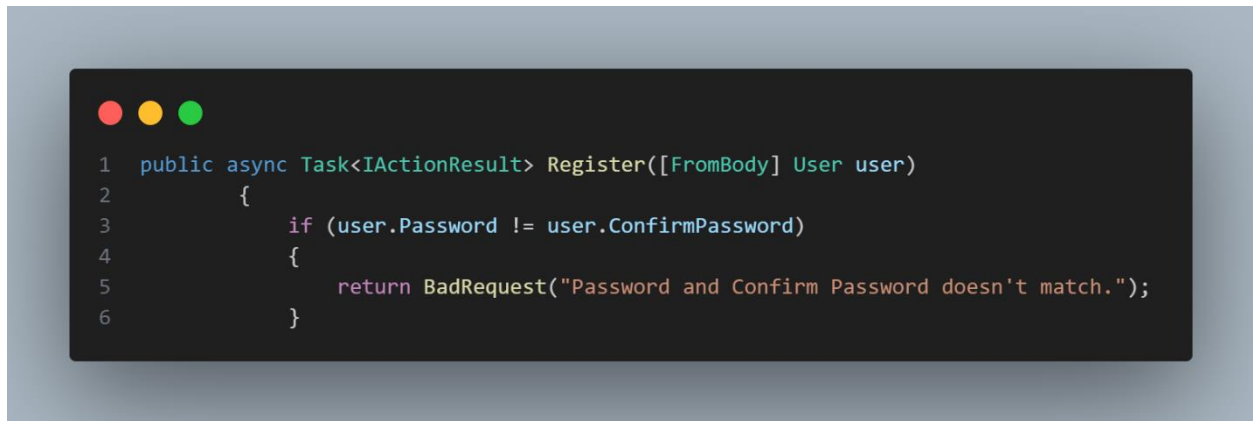 1 public async Task<IActionResult> Register([FromBody] User user)
2 {
3 if (user.Password != user.ConfirmPassword)
4 {
5 return BadRequest("Password and Confirm Password doesn't match.");
6 }